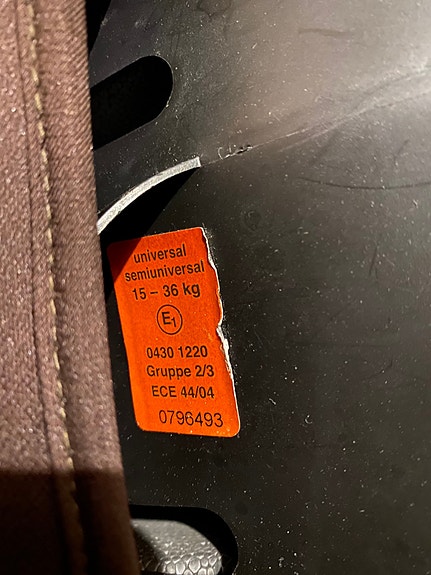 universal
semiuniversal
15 – 36 kg
E1
0430 1220
Gruppe 2/3
ECE 44/04
0796493